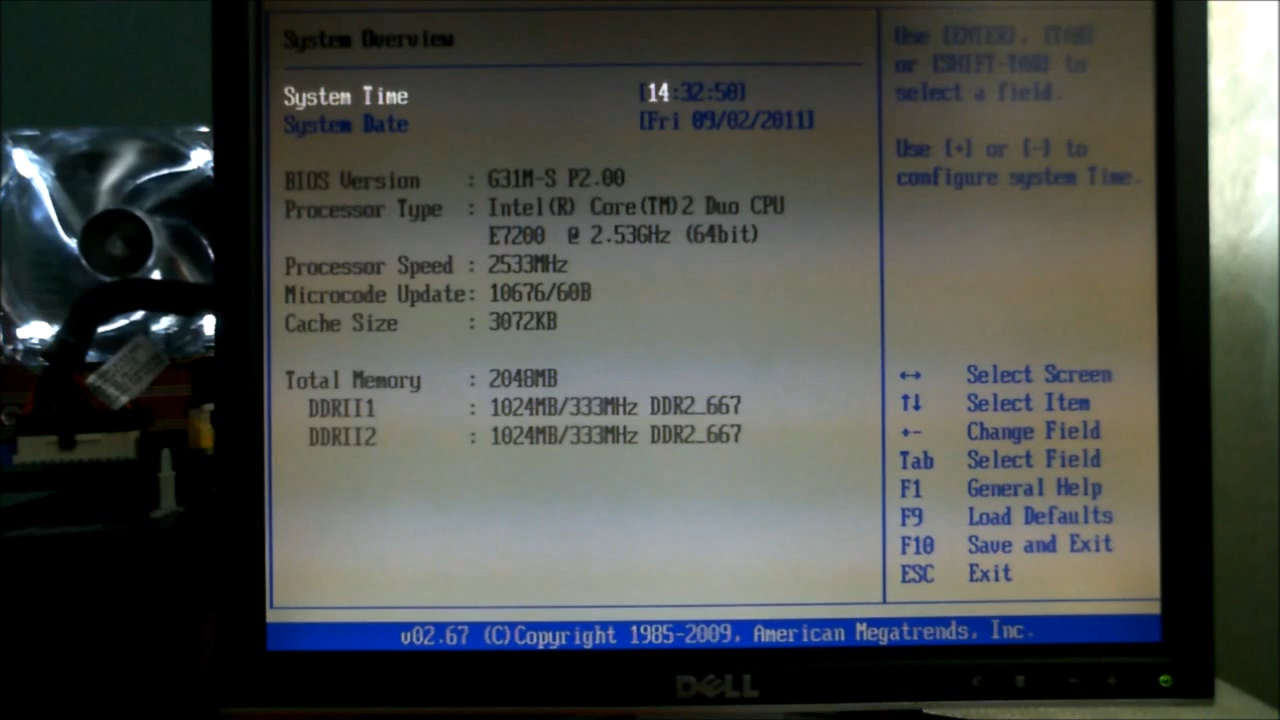 System Overview
System Time [14:32:50]
System Date [Fri 09/02/2011]
BIOS Version : G31M-S P2.00
Processor Type : Intel(R) Core(TM)2 Duo CPU
E7200 @ 2.53GHz (64bit)
Processor Speed : 2533MHz
Microcode Update: 10676/60B
Cache Size : 3072KB
Total Memory : 2048MB
DDRII1 : 1024MB/333MHz DDR2_667
DDRII2 : 1024MB/333MHz DDR2_667
Use [ENTER], [TAB]
or [SHIFT-TAB] to
select a field.
Use [+] or [-] to
configure system Time.
↔ Select Screen
↑↓ Select Item
+- Change Field
Tab Select Field
F1 General Help
F9 Load Defaults
F10 Save and Exit
ESC Exit
v02.67 (C)Copyright 1985-2009, American Megatrends, Inc.
DELL